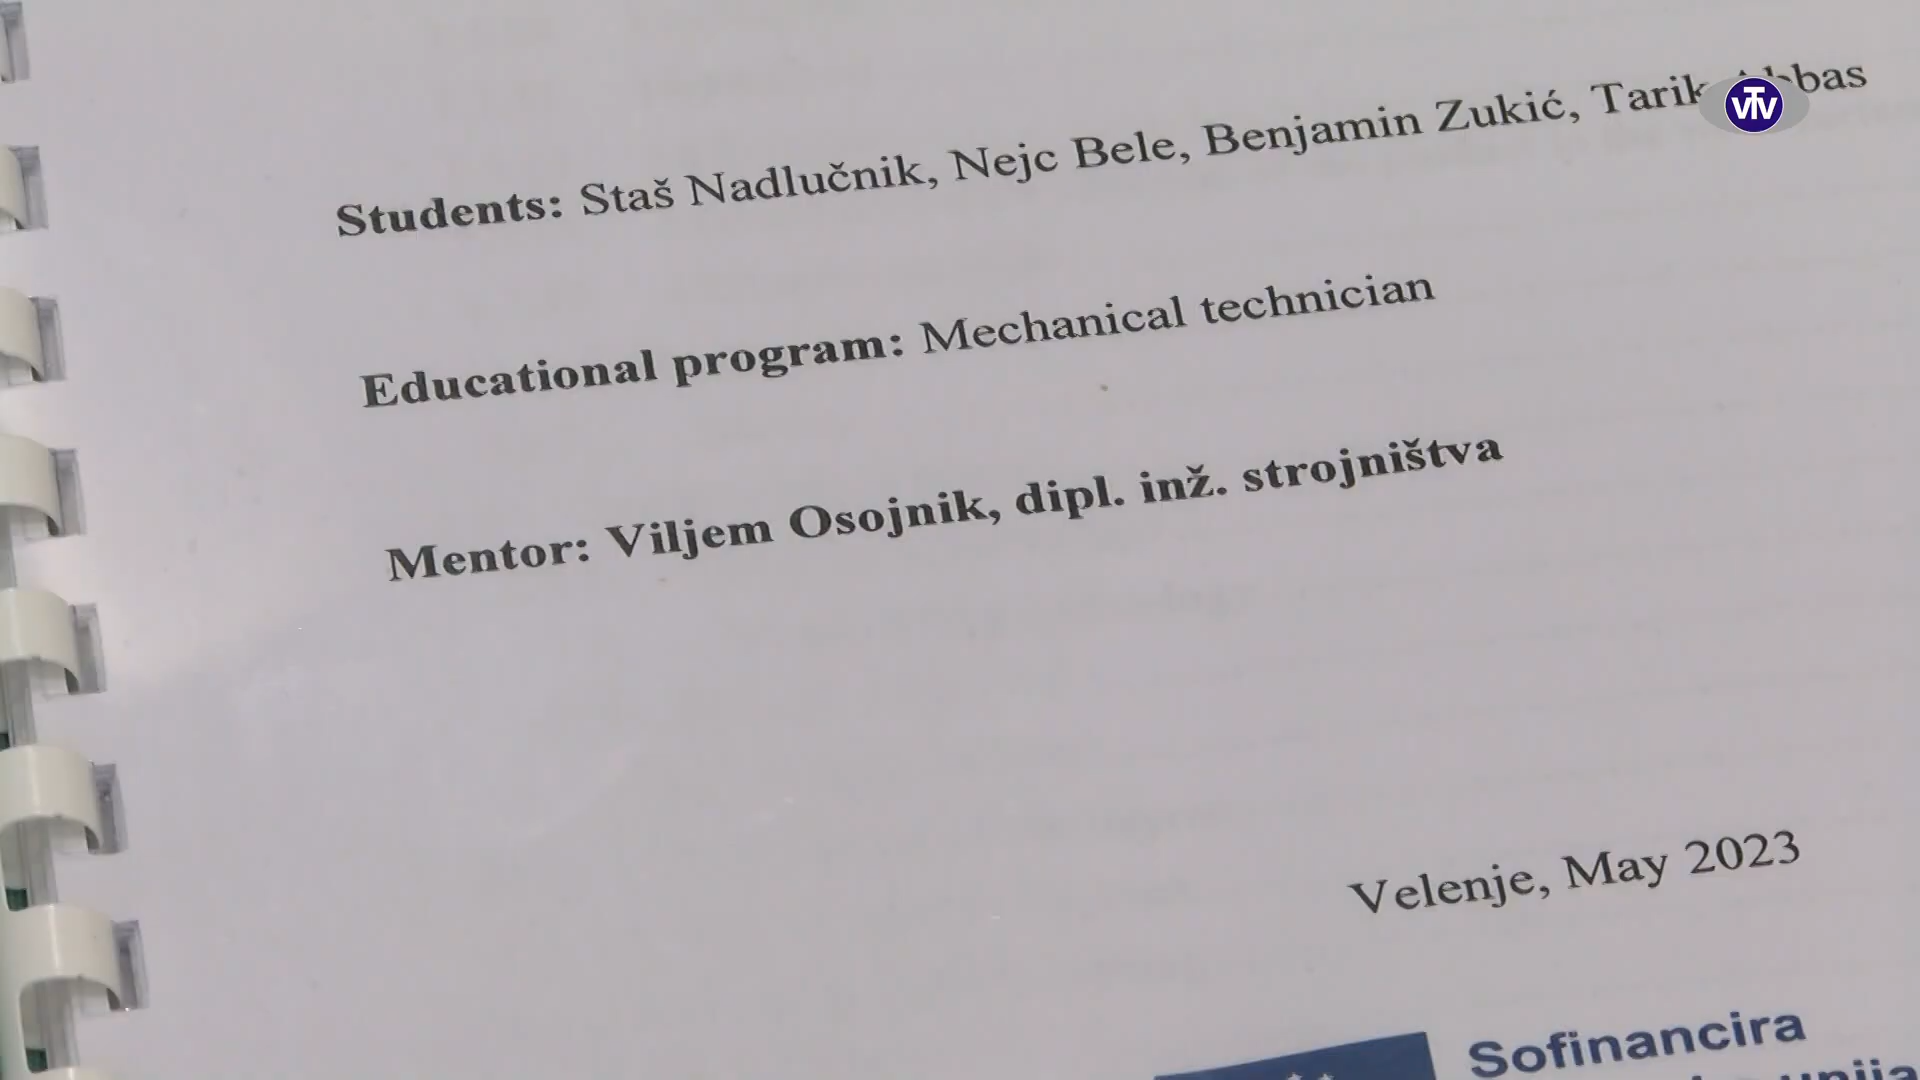 VTV
Students: Staš Nadlučnik, Nejc Bele, Benjamin Zukić, Tarik
Educational program: Mechanical technician
Mentor: Viljem Osojnik, dipl. inž. strojništva
Velenje, May 2023
Sofinancira